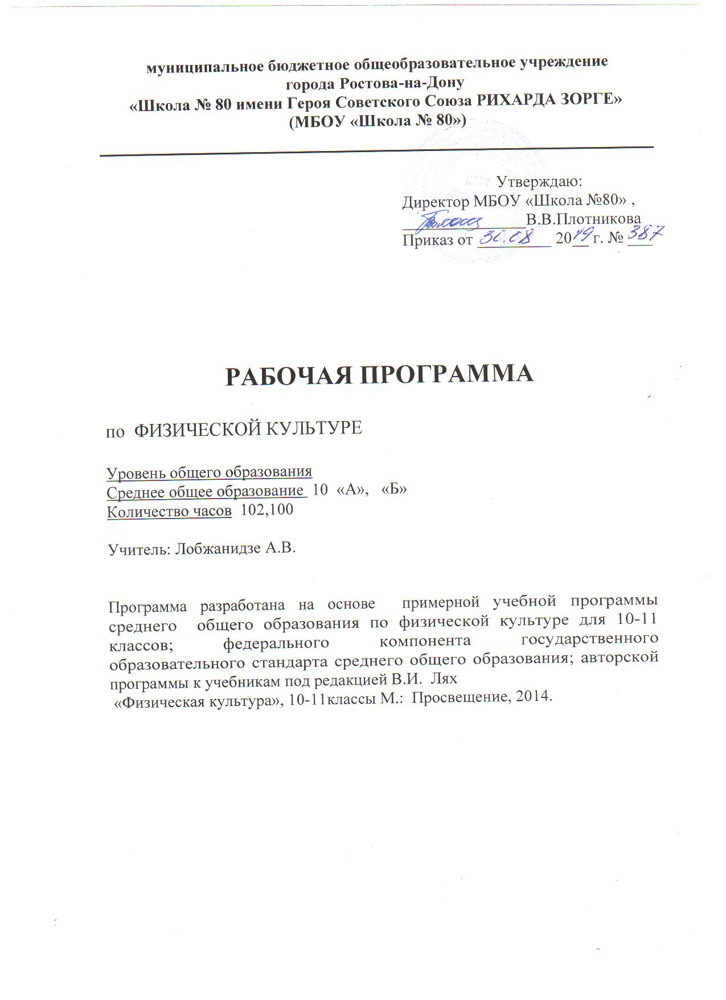 муниципальное бюджетное общеобразовательное учреждение
города Ростова-на-Дону
«Школа № 80 имени Героя Советского Союза РИХАРДА ЗОРГЕ»
(МБОУ «Школа № 80»)
Утверждаю:
Директор МБОУ «Школа №80» ,
_______________В.В.Плотникова
Приказ от 30.08 2019 г. № 387
РАБОЧАЯ ПРОГРАММА
по ФИЗИЧЕСКОЙ КУЛЬТУРЕ
Уровень общего образования
Среднее общее образование 10 «А», «Б»
Количество часов 102,100
Учитель: Лобжанидзе А.В.
Программа разработана на основе примерной учебной программы
среднего общего образования по физической культуре для 10-11
классов; федерального компонента государственного
образовательного стандарта среднего общего образования; авторской
программы к учебникам под редакцией В.И. Лях
«Физическая культура», 10-11классы М.: Просвещение, 2014.